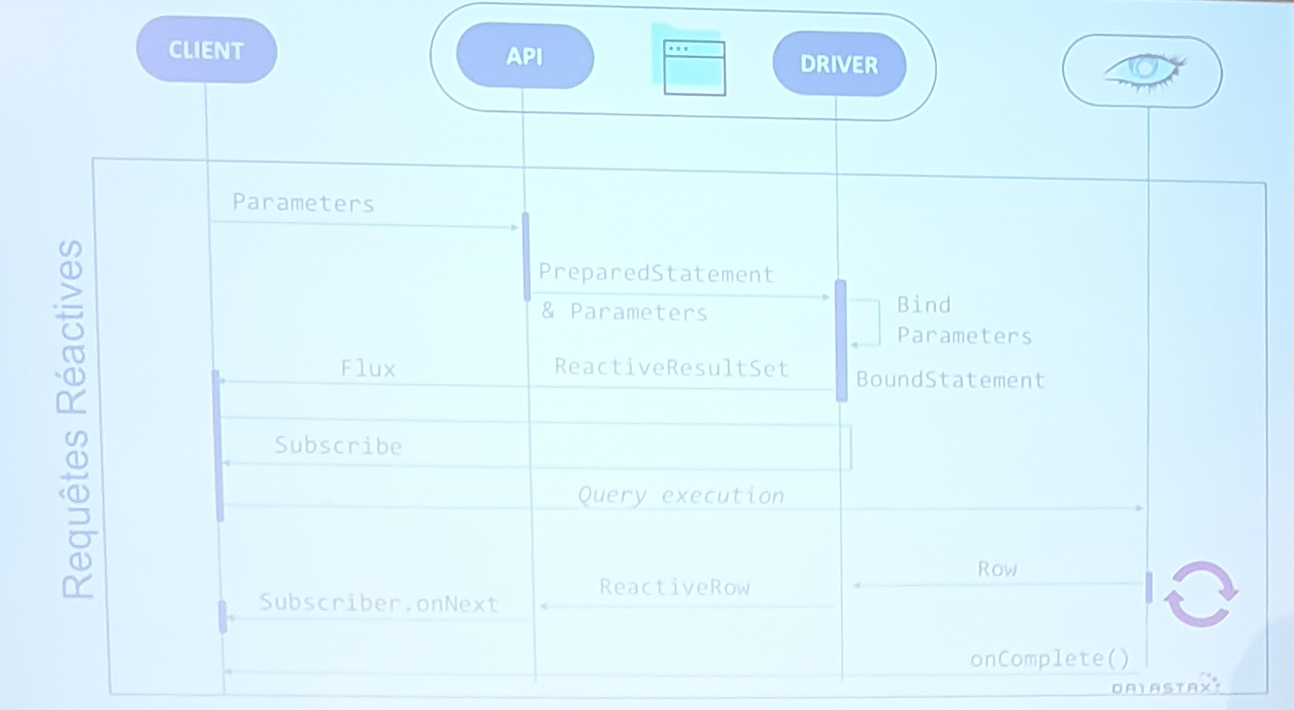 CLIENT
API
DRIVER
Requêtes Réactives
Parameters
PreparedStatement
& Parameters
Bind
Parameters
Flux
ReactiveResultSet
BoundStatement
Subscribe
Query execution
Row
ReactiveRow
Subscriber.onNext
onComplete()
DATASTAX